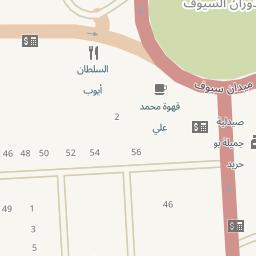 دوران السيوف
السلطان
أيوب
ميدان سيوف
قهوة محمد
علي
2
صيدلية
جميلة بو
حريد
46 48 50 52 54 56
49 1
46
3
5